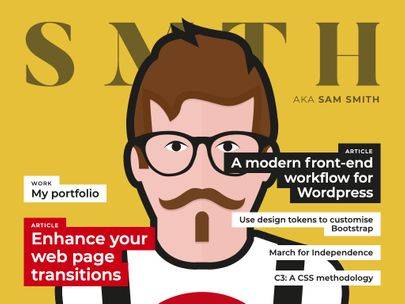 SMTH
AKA SAM SMITH
ARTICLE
A modern front-end
workflow for
Wordpress
WORK
My portfolio
Use design tokens to customise
Bootstrap
ARTICLE
Enhance your
web page
transitions
March for Independence
C3: A CSS methodology